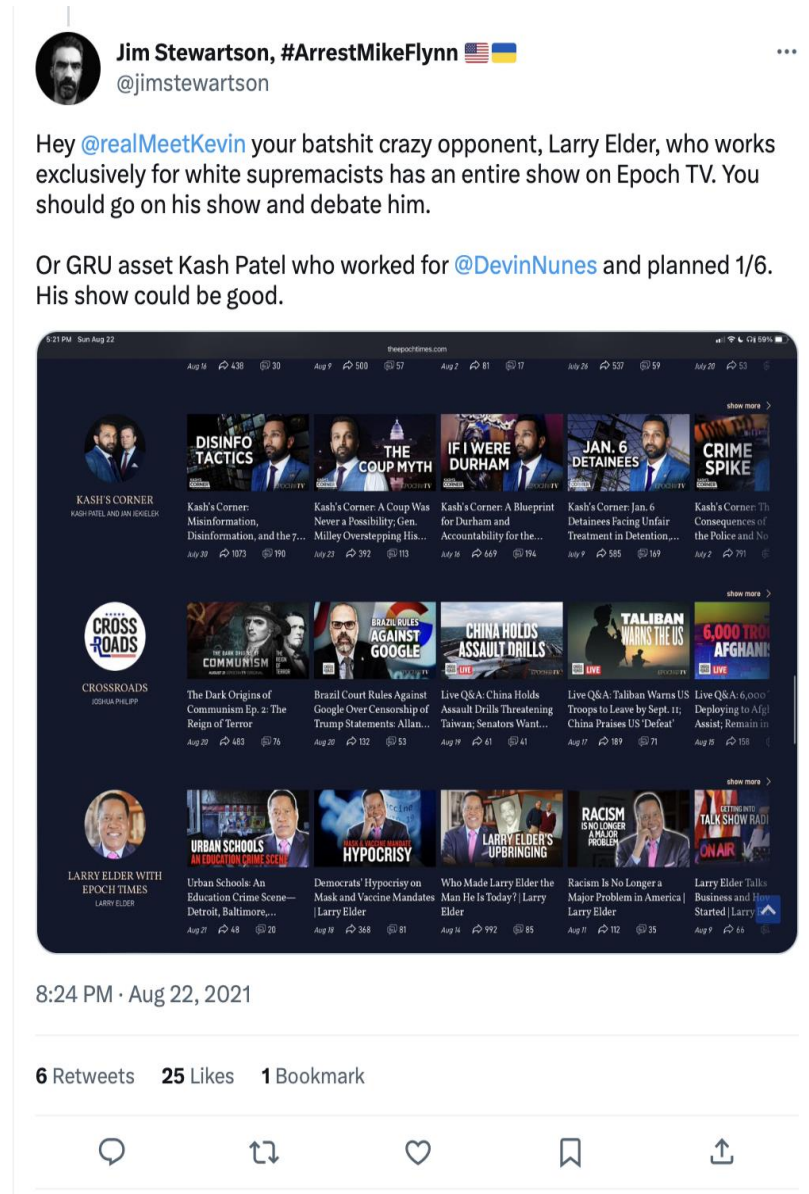 Jim Stewartson, #ArrestMikeFlynn 🇺🇸🇺🇦
@jimstewartson
Hey @realMeetKevin your batshit crazy opponent, Larry Elder, who works
exclusively for white supremacists has an entire show on Epoch TV. You
should go on his show and debate him.
Or GRU asset Kash Patel who worked for @DevinNunes and planned 1/6.
His show could be good.
5:21 PM Sun Aug 22
theepochtimes.com
59%
Aug 16 438 30
Aug 9 500 57
Aug 2 81 17
July 26 537 59
July 20 53
show more
KASH'S CORNER
KASH PATEL AND JAN JEKIELEK
DISINFO
TACTICS
THE
COUP MYTH
IF I WERE
DURHAM
JAN. 6
DETAINEES
CRIME
SPIKE
Kash's Corner:
Misinformation,
Disinformation, and the 7...
July 30 1073 190
Kash's Corner: A Coup Was
Never a Possibility; Gen.
Milley Overstepping His...
July 23 392 113
Kash's Corner: A Blueprint
for Durham and
Accountability for the...
July 16 669 194
Kash's Corner: Jan. 6
Detainees Facing Unfair
Treatment in Detention,...
July 9 585 169
Kash's Corner: Th
Consequences of
the Police and No
July 2 791
show more
CROSS
ROADS
CROSSROADS
JOSHUA PHILIPP
COMMUNISM
BRAZIL RULES
AGAINST
GOOGLE
CHINA HOLDS
ASSAULT DRILLS
LIVE
TALIBAN
WARNS THE US
LIVE
6,000 TRO
AFGHANIS
LIVE
The Dark Origins of
Communism Ep. 2: The
Reign of Terror
Aug 20 483 76
Brazil Court Rules Against
Google Over Censorship of
Trump Statements: Allan...
Aug 20 132 53
Live Q&A: China Holds
Assault Drills Threatening
Taiwan; Senators Want...
Aug 19 61 41
Live Q&A: Taliban Warns US
Troops to Leave by Sept. 11;
China Praises US 'Defeat'
Aug 17 189 71
Live Q&A: 6,000
Deploying to Afg
Assist; Remain in
Aug 15 158
show more
LARRY ELDER WITH
EPOCH TIMES
LARRY ELDER
URBAN SCHOOLS
AN EDUCATION CRIME SCENE
MASK & VACCINE MANDATE
HYPOCRISY
LARRY ELDER'S
UPBRINGING
RACISM
IS NO LONGER
A MAJOR
PROBLEM
GETTING INTO
TALK SHOW RADI
ON AIR
Urban Schools: An
Education Crime Scene—
Detroit, Baltimore,...
Aug 21 48 20
Democrats' Hypocrisy on
Mask and Vaccine Mandates
| Larry Elder
Aug 18 368 81
Who Made Larry Elder the
Man He Is Today? | Larry
Elder
Aug 14 992 85
Racism Is No Longer a
Major Problem in America |
Larry Elder
Aug 11 112 35
Larry Elder Talks
Business and How
Started | Larry
Aug 9 66
8:24 PM · Aug 22, 2021
6 Retweets 25 Likes 1 Bookmark